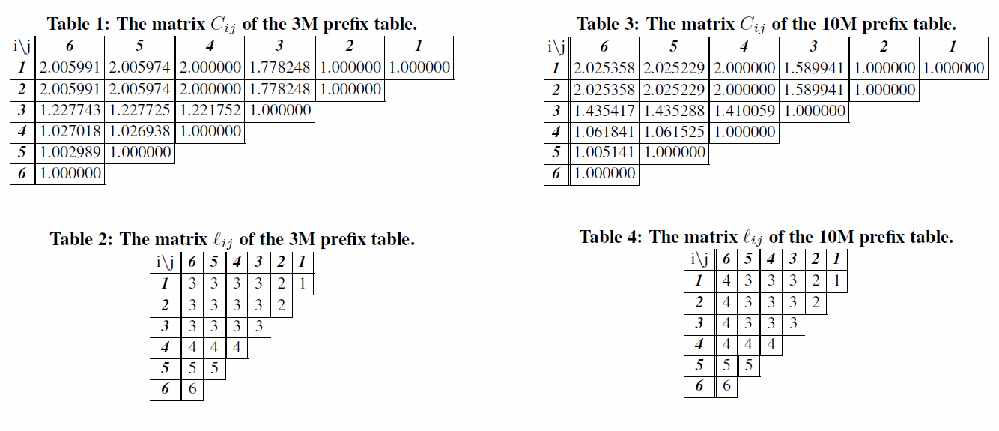 Table 1: The matrix C_ij of the 3M prefix table.
i\j 6 5 4 3 2 1
1 2.005991 2.005974 2.000000 1.778248 1.000000 1.000000
2 2.005991 2.005974 2.000000 1.778248 1.000000
3 1.227743 1.227725 1.221752 1.000000
4 1.027018 1.026938 1.000000
5 1.002989 1.000000
6 1.000000
Table 2: The matrix ℓ_ij of the 3M prefix table.
i\j 6 5 4 3 2 1
1 3 3 3 3 2 1
2 3 3 3 3 2
3 3 3 3 3
4 4 4 4
5 5 5
6 6
Table 3: The matrix C_ij of the 10M prefix table.
i\j 6 5 4 3 2 1
1 2.025358 2.025229 2.000000 1.589941 1.000000 1.000000
2 2.025358 2.025229 2.000000 1.589941 1.000000
3 1.435417 1.435288 1.410059 1.000000
4 1.061841 1.061525 1.000000
5 1.005141 1.000000
6 1.000000
Table 4: The matrix ℓ_ij of the 10M prefix table.
i\j 6 5 4 3 2 1
1 4 3 3 3 2 1
2 4 3 3 3 2
3 4 3 3 3
4 4 4 4
5 5 5
6 6